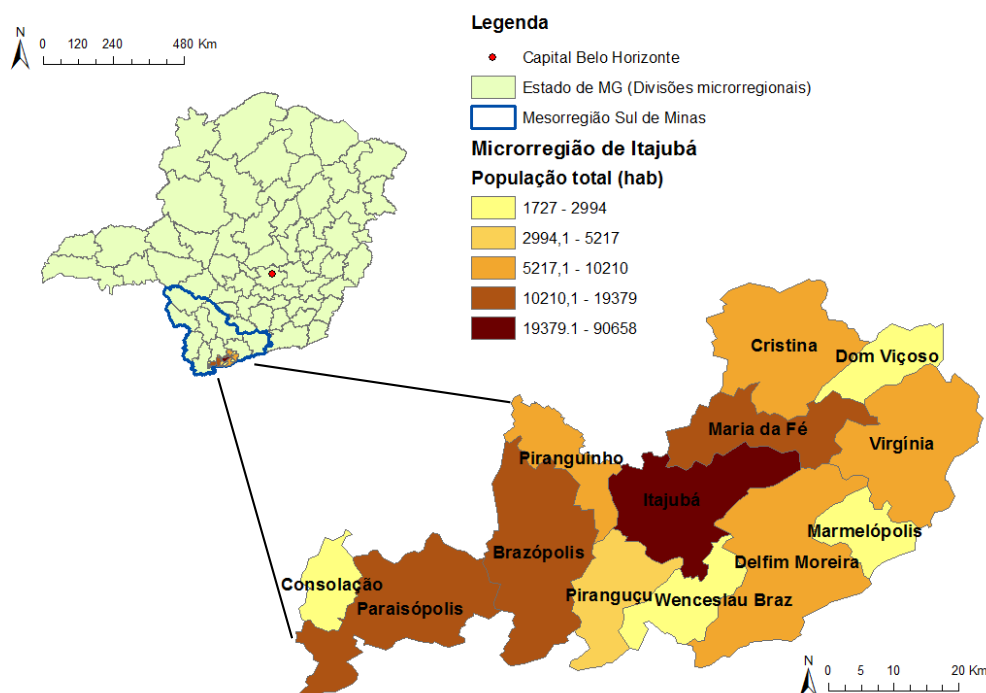 N
0 120 240 480 Km
Legenda
Capital Belo Horizonte
Estado de MG (Divisões microrregionais)
Mesorregião Sul de Minas
Microrregião de Itajubá
População total (hab)
1727 - 2994
2994,1 - 5217
5217,1 - 10210
10210,1 - 19379
19379.1 - 90658
Cristina
Dom Viçoso
Maria da Fé
Virgínia
Piranguinho
Itajubá
Marmelópolis
Brazópolis
Delfim Moreira
Consolação
Piranguçu
Wenceslau Braz
Paraisópolis
N
0 5 10 20 Km